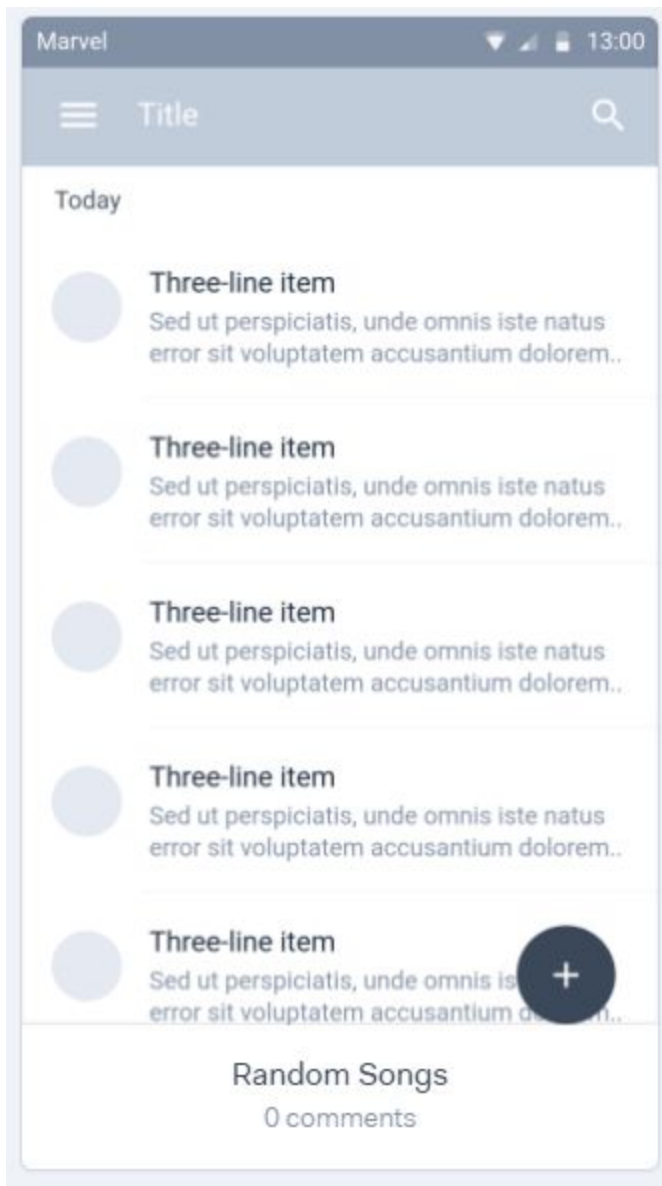 Marvel 13:00
Title
Today
Three-line item
Sed ut perspiciatis, unde omnis iste natus
error sit voluptatem accusantium dolorem..
Three-line item
Sed ut perspiciatis, unde omnis iste natus
error sit voluptatem accusantium dolorem..
Three-line item
Sed ut perspiciatis, unde omnis iste natus
error sit voluptatem accusantium dolorem..
Three-line item
Sed ut perspiciatis, unde omnis iste natus
error sit voluptatem accusantium dolorem..
Three-line item
Sed ut perspiciatis, unde omnis
error sit voluptatem accusantium
Random Songs
0 comments